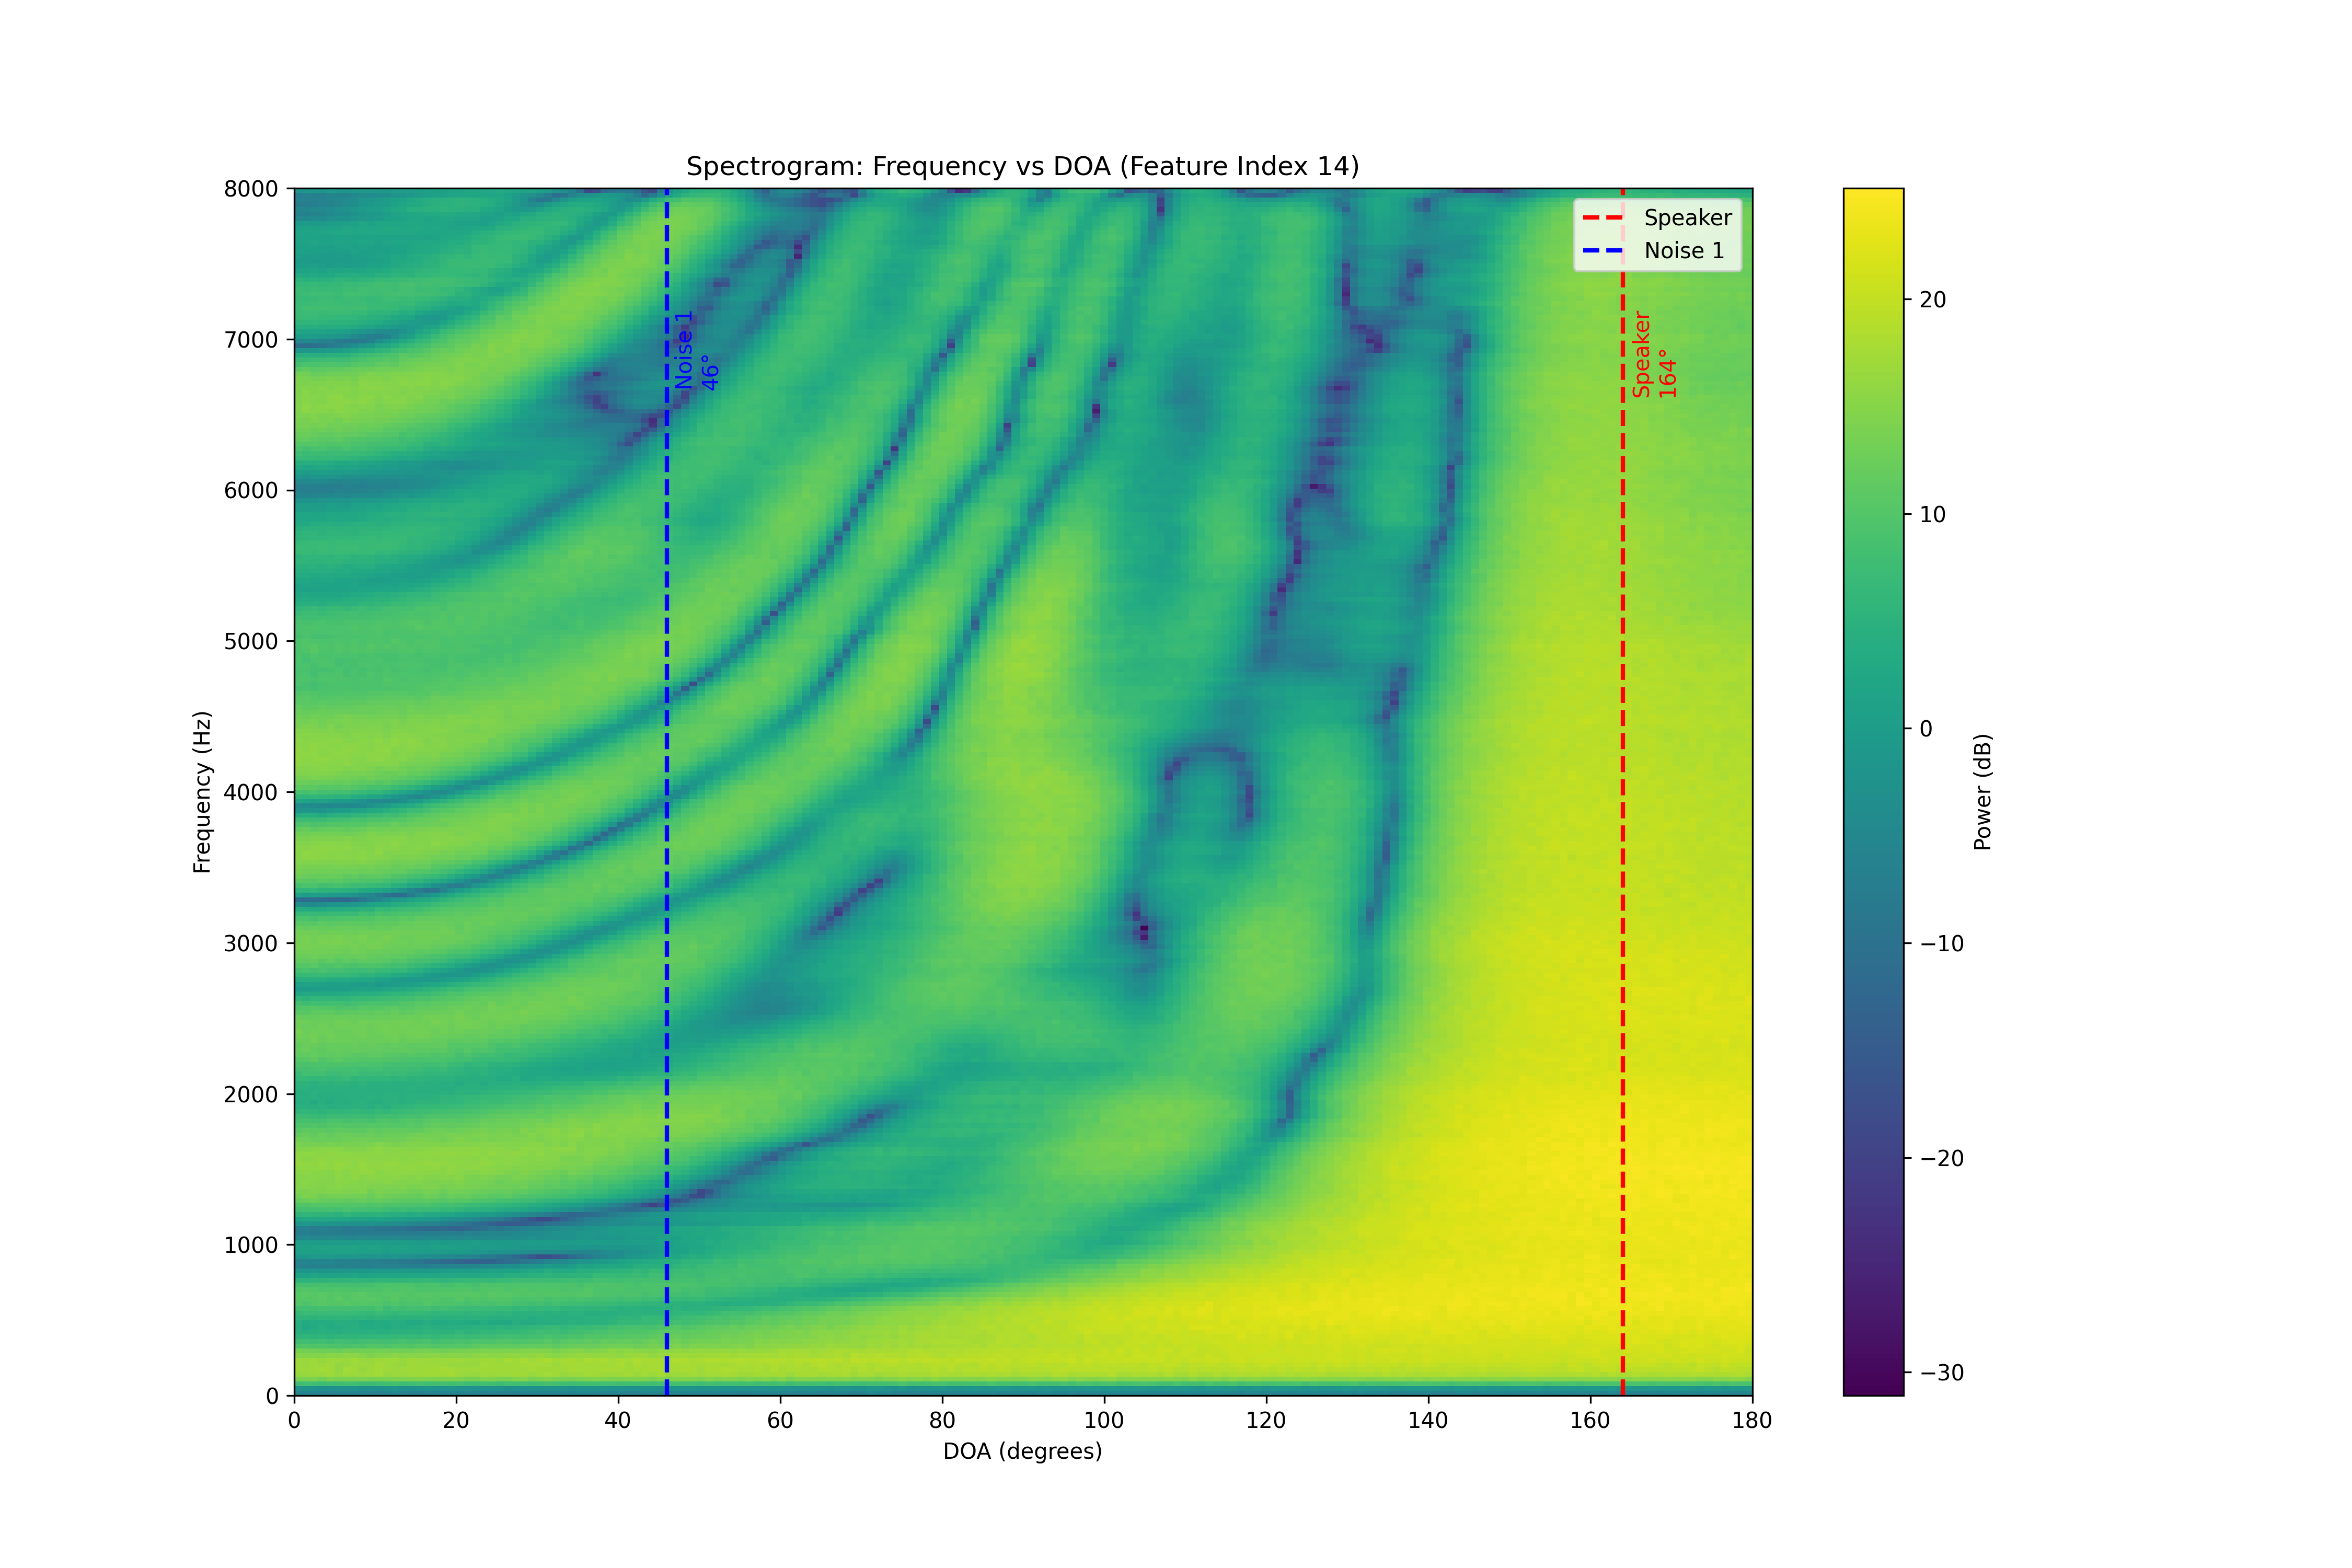 Spectrogram: Frequency vs DOA (Feature Index 14)
8000
7000
6000
5000
4000
3000
2000
1000
0
Frequency (Hz)
0 20 40 60 80 100 120 140 160 180
DOA (degrees)
Noise 1
46°
Speaker
164°
Speaker
Noise 1
20
10
0
−10
−20
−30
Power (dB)